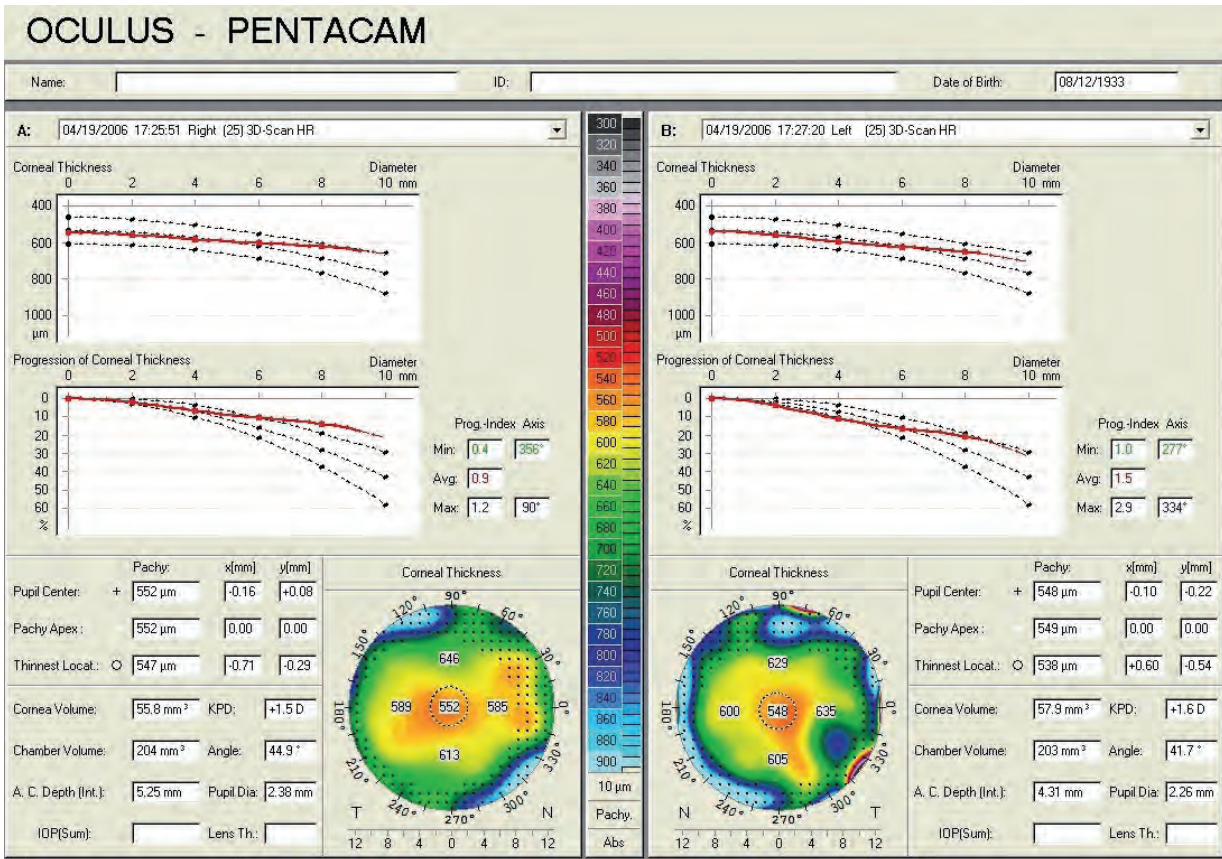 OCULUS - PENTACAM
Name: ID: Date of Birth: 08/12/1933
A: 04/19/2006 17:25:51 Right (25) 3D-Scan HR
Corneal Thickness Diameter
0 2 4 6 8 10 mm
400
600
800
1000
µm
Progression of Corneal Thickness Diameter
0 2 4 6 8 10 mm
0
10
20
30
40
50
60
%
Prog.-Index Axis
Min: 0.4 356°
Avg: 0.9
Max: 1.2 90°
Pachy: x[mm] y[mm]
Pupil Center: + 552 µm -0.16 +0.08
Pachy Apex : 552 µm 0.00 0.00
Thinnest Locat.: O 547 µm -0.71 -0.29
Cornea Volume: 55.8 mm³ KPD: +1.5 D
Chamber Volume: 204 mm³ Angle: 44.9 °
A. C. Depth (Int.): 5.25 mm Pupil Dia: 2.38 mm
IOP(Sum): Lens Th.:
Corneal Thickness
90°
120° 60°
150° 30°
646
180° 589 552 585 0°
613
210° 330°
240° 300°
T 270° N
12 8 4 0 4 8 12
300
320
340
360
380
400
420
440
460
480
500
520
540
560
580
600
620
640
660
680
700
720
740
760
780
800
820
840
860
880
900
10 µm
Pachy.
Abs
B: 04/19/2006 17:27:20 Left (25) 3D-Scan HR
Corneal Thickness Diameter
0 2 4 6 8 10 mm
400
600
800
1000
µm
Progression of Corneal Thickness Diameter
0 2 4 6 8 10 mm
0
10
20
30
40
50
60
%
Prog.-Index Axis
Min: 1.0 277°
Avg: 1.5
Max: 2.9 334°
Corneal Thickness
90°
120° 60°
150° 30°
629
180° 600 548 635 0°
605
210° 330°
240° 300°
N 270° T
12 8 4 0 4 8 12
Pachy: x[mm] y[mm]
Pupil Center: + 548 µm -0.10 -0.22
Pachy Apex : 549 µm 0.00 0.00
Thinnest Locat.: O 538 µm +0.60 -0.54
Cornea Volume: 57.9 mm³ KPD: +1.6 D
Chamber Volume: 203 mm³ Angle: 41.7 °
A. C. Depth (Int.): 4.31 mm Pupil Dia: 2.26 mm
IOP(Sum): Lens Th.: